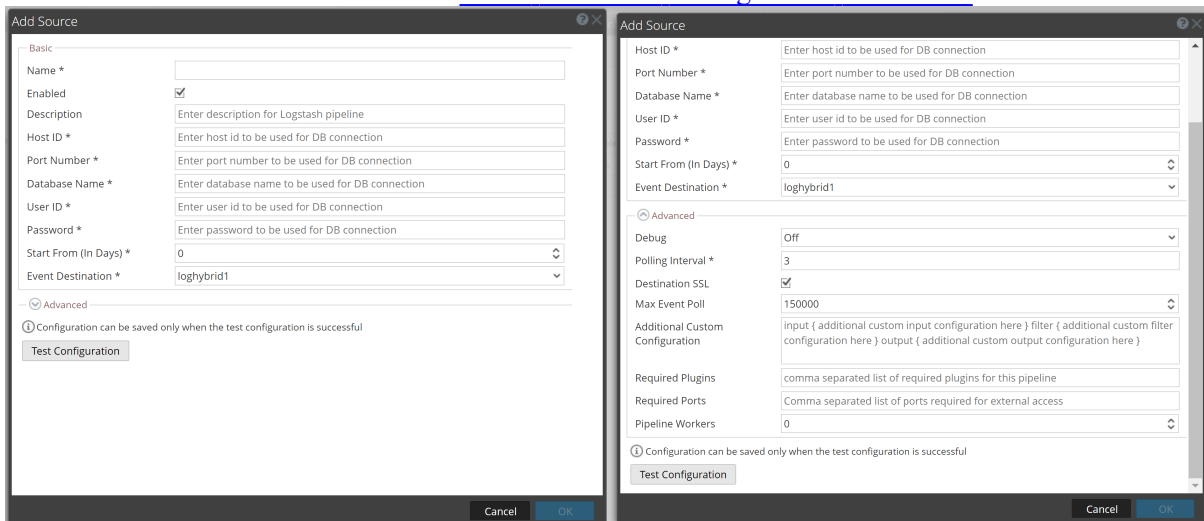 Add Source
Basic
Name *
Enabled
Description Enter description for Logstash pipeline
Host ID * Enter host id to be used for DB connection
Port Number * Enter port number to be used for DB connection
Database Name * Enter database name to be used for DB connection
User ID * Enter user id to be used for DB connection
Password * Enter password to be used for DB connection
Start From (In Days) * 0
Event Destination * loghybrid1
Advanced
Configuration can be saved only when the test configuration is successful
Test Configuration
Cancel OK
Add Source
Host ID * Enter host id to be used for DB connection
Port Number * Enter port number to be used for DB connection
Database Name * Enter database name to be used for DB connection
User ID * Enter user id to be used for DB connection
Password * Enter password to be used for DB connection
Start From (In Days) * 0
Event Destination * loghybrid1
Advanced
Debug Off
Polling Interval * 3
Destination SSL
Max Event Poll 150000
Additional Custom Configuration input { additional custom input configuration here } filter { additional custom filter
configuration here } output { additional custom output configuration here }
Required Plugins comma separated list of required plugins for this pipeline
Required Ports Comma separated list of ports required for external access
Pipeline Workers 0
Configuration can be saved only when the test configuration is successful
Test Configuration
Cancel OK